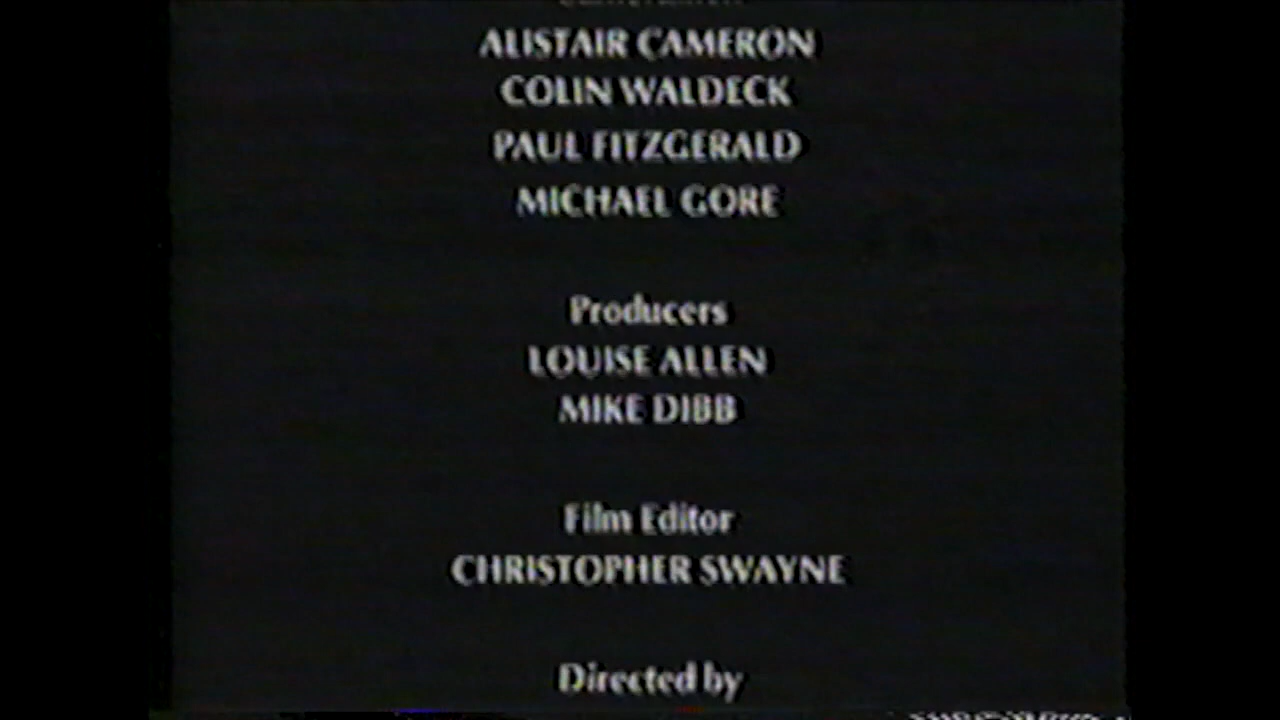 ALISTAIR CAMERON
COLIN WALDECK
PAUL FITZGERALD
MICHAEL GORE
Producers
LOUISE ALLEN
MIKE DIBB
Film Editor
CHRISTOPHER SWAYNE
Directed by